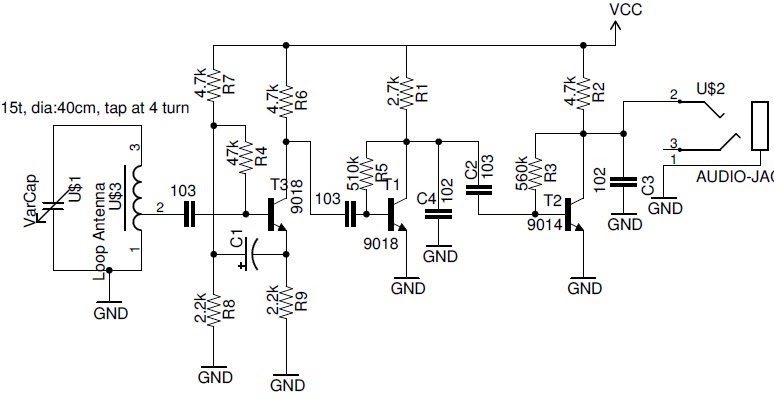 VCC
15t, dia:40cm, tap at 4 turn
4.7k
R7
4.7k
R6
2.7k
R1
4.7k
R2
2
U$2
3
1
AUDIO-JAC
GND
VarCap
U$1
Loop Antenna
U$3
3
2
1
GND
103
47k
R4
T3
9018
C1
+
2.2k
R8
GND
2.2k
R9
GND
103
510k
R5
T1
9018
GND
C4
102
GND
C2
103
560k
R3
T2
9014
GND
102
C3
GND